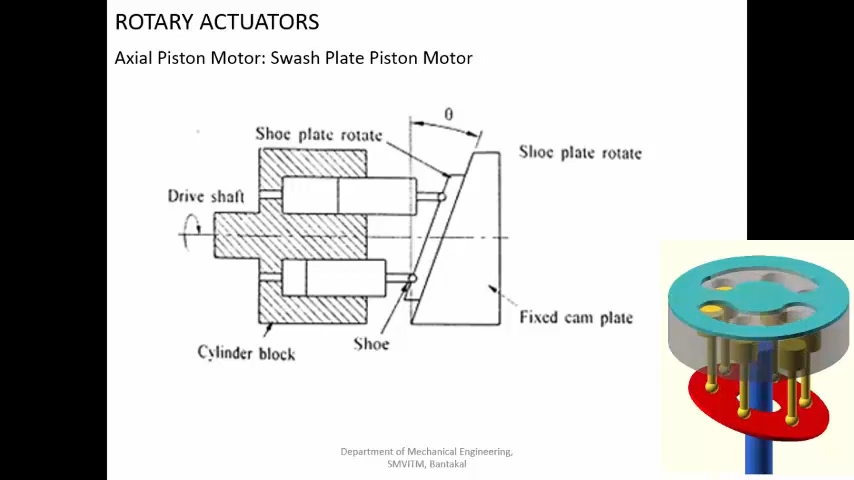 ROTARY ACTUATORS
Axial Piston Motor: Swash Plate Piston Motor
θ
Shoe plate rotate
Shoe plate rotate
Drive shaft
Fixed cam plate
Shoe
Cylinder block
Department of Mechanical Engineering,
SMVITM, Bantakal